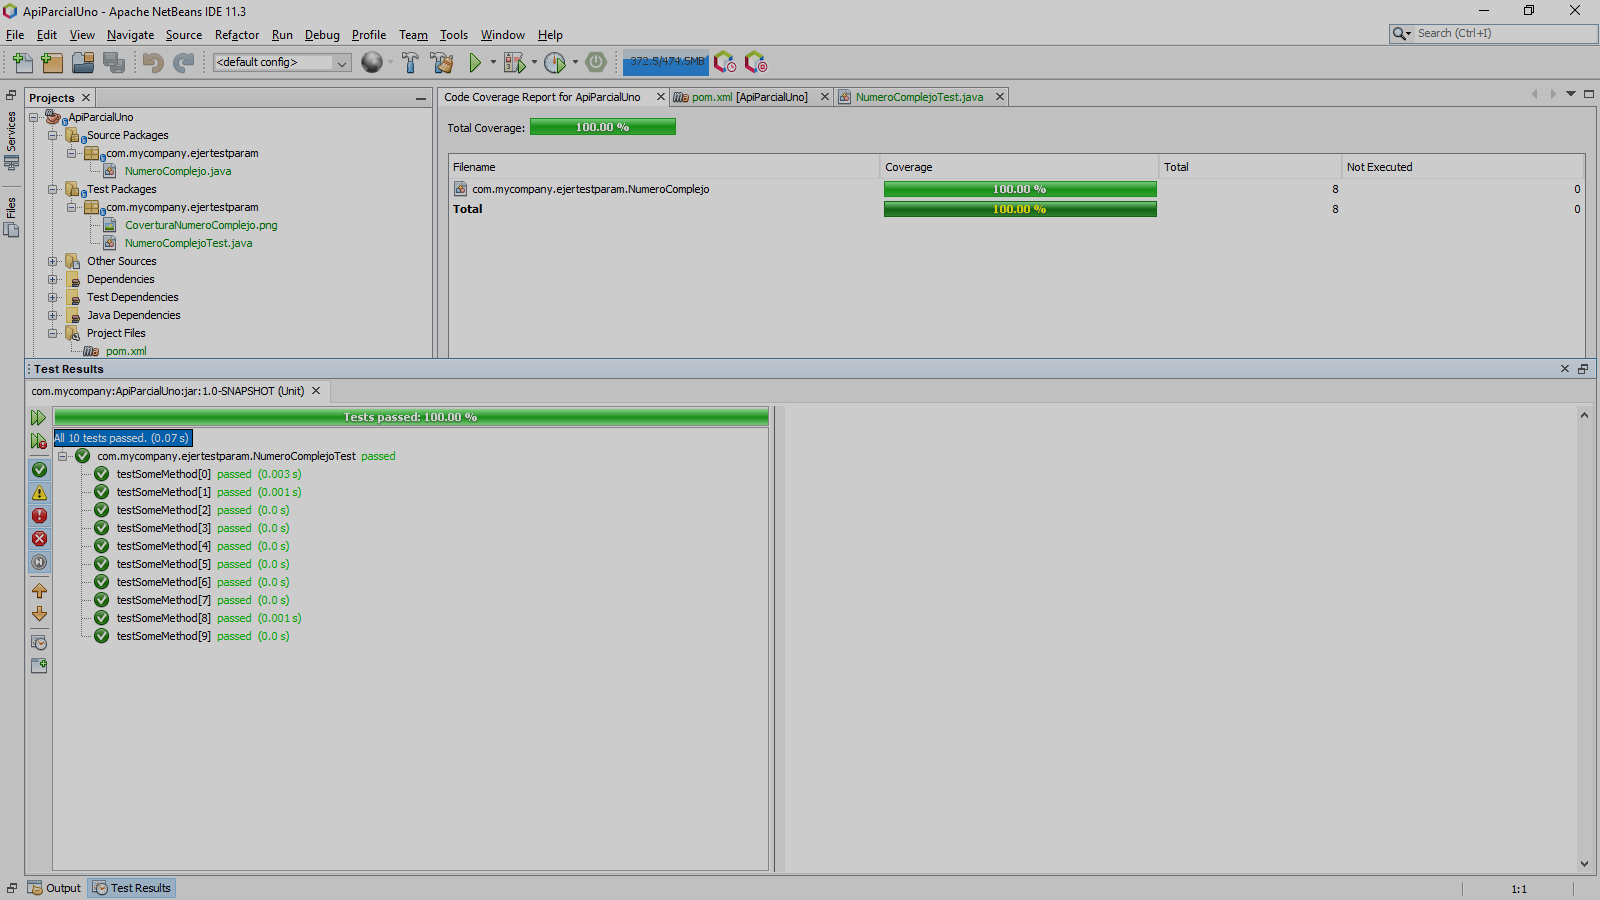 ApiParcialUno - Apache NetBeans IDE 11.3
File Edit View Navigate Source Refactor Run Debug Profile Team Tools Window Help
Search (Ctrl+I)
<default config>
372.5/474.5MB
Services
Files
Projects
ApiParcialUno
Source Packages
com.mycompany.ejertestparam
NumeroComplejo.java
Test Packages
com.mycompany.ejertestparam
CoverturaNumeroComplejo.png
NumeroComplejoTest.java
Other Sources
Dependencies
Test Dependencies
Java Dependencies
Project Files
pom.xml
Code Coverage Report for ApiParcialUno
pom.xml [ApiParcialUno]
NumeroComplejoTest.java
Total Coverage: 100.00 %
Filename Coverage Total Not Executed
com.mycompany.ejertestparam.NumeroComplejo 100.00 % 8 0
Total 100.00 % 8 0
Test Results
com.mycompany:ApiParcialUno:jar:1.0-SNAPSHOT (Unit)
Tests passed: 100.00 %
All 10 tests passed. (0.07 s)
com.mycompany.ejertestparam.NumeroComplejoTest passed
testSomeMethod[0] passed (0.003 s)
testSomeMethod[1] passed (0.001 s)
testSomeMethod[2] passed (0.0 s)
testSomeMethod[3] passed (0.0 s)
testSomeMethod[4] passed (0.0 s)
testSomeMethod[5] passed (0.0 s)
testSomeMethod[6] passed (0.0 s)
testSomeMethod[7] passed (0.0 s)
testSomeMethod[8] passed (0.001 s)
testSomeMethod[9] passed (0.0 s)
Output
Test Results
1:1